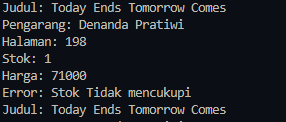 Judul: Today Ends Tomorrow Comes
Pengarang: Denanda Pratiwi
Halaman: 198
Stok: 1
Harga: 71000
Error: Stok Tidak mencukupi
Judul: Today Ends Tomorrow Comes